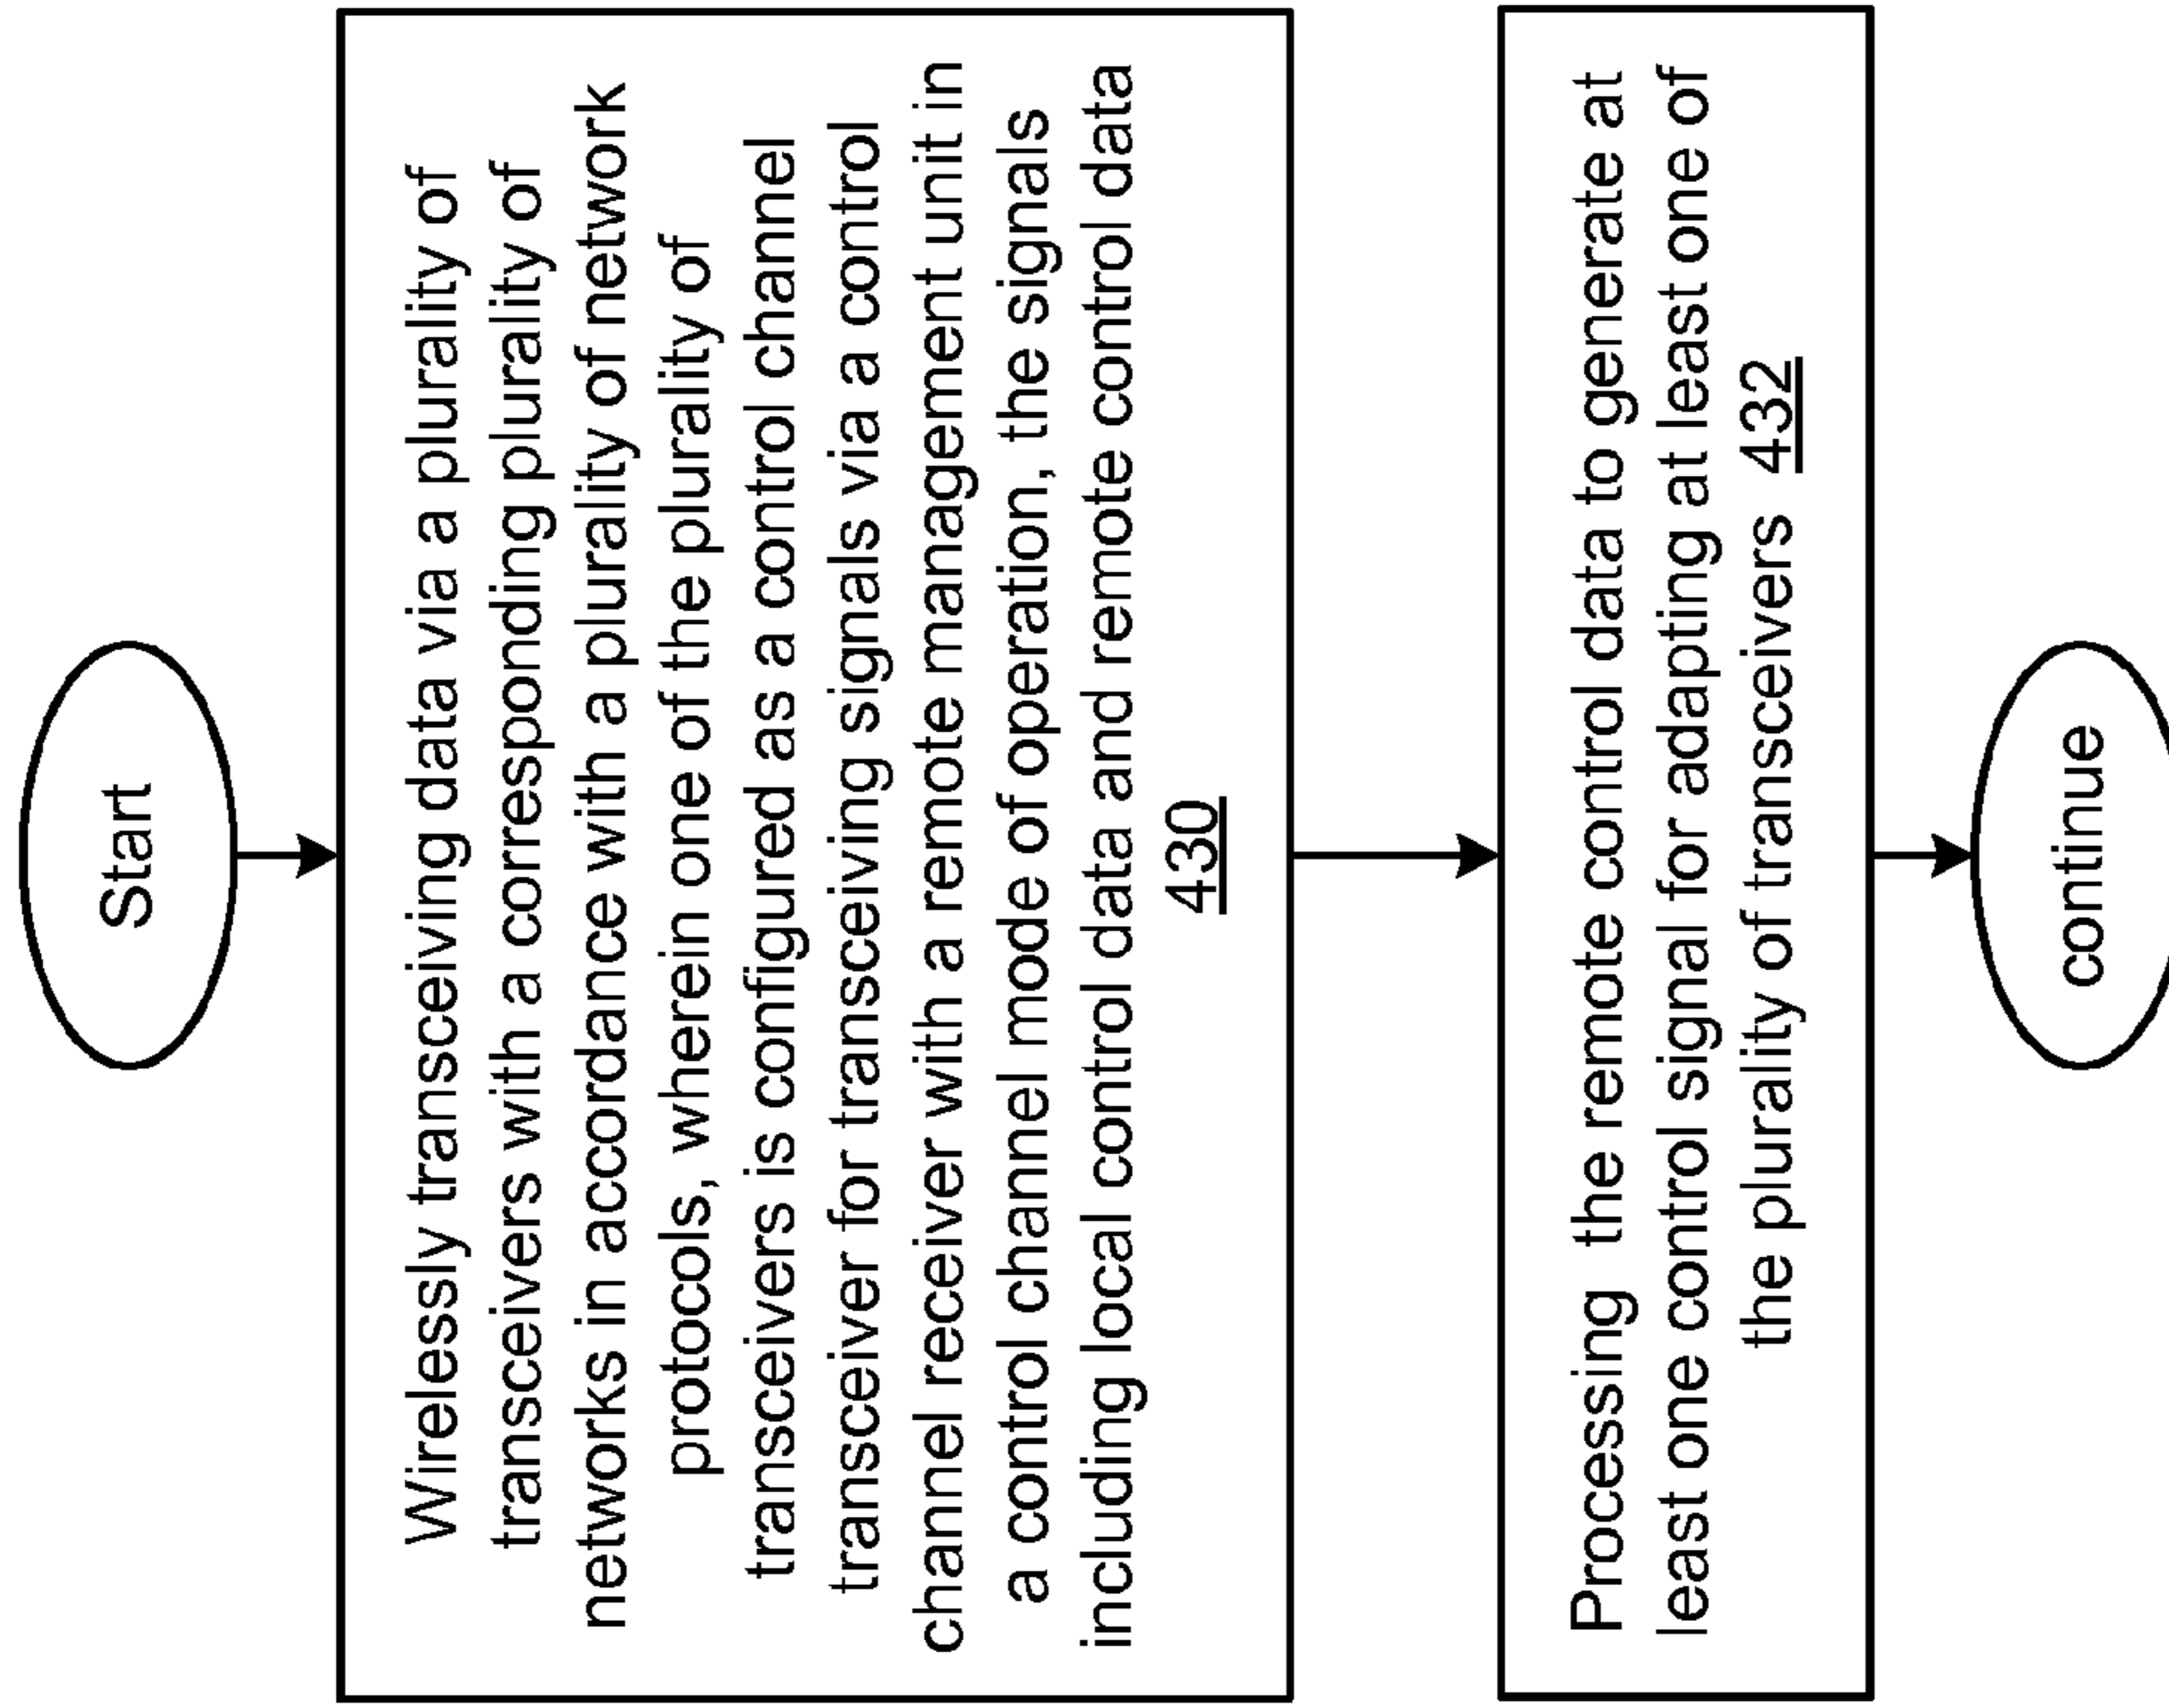 Start
Wirelessly transceiving data via a plurality of
transceivers with a corresponding plurality of
networks in accordance with a plurality of network
protocols, wherein one of the plurality of
transceivers is configured as a control channel
transceiver for transceiving signals via a control
channel receiver with a remote management unit in
a control channel mode of operation, the signals
including local control data and remote control data
430
Processing the remote control data to generate at
least one control signal for adapting at least one of
the plurality of transceivers 432
continue